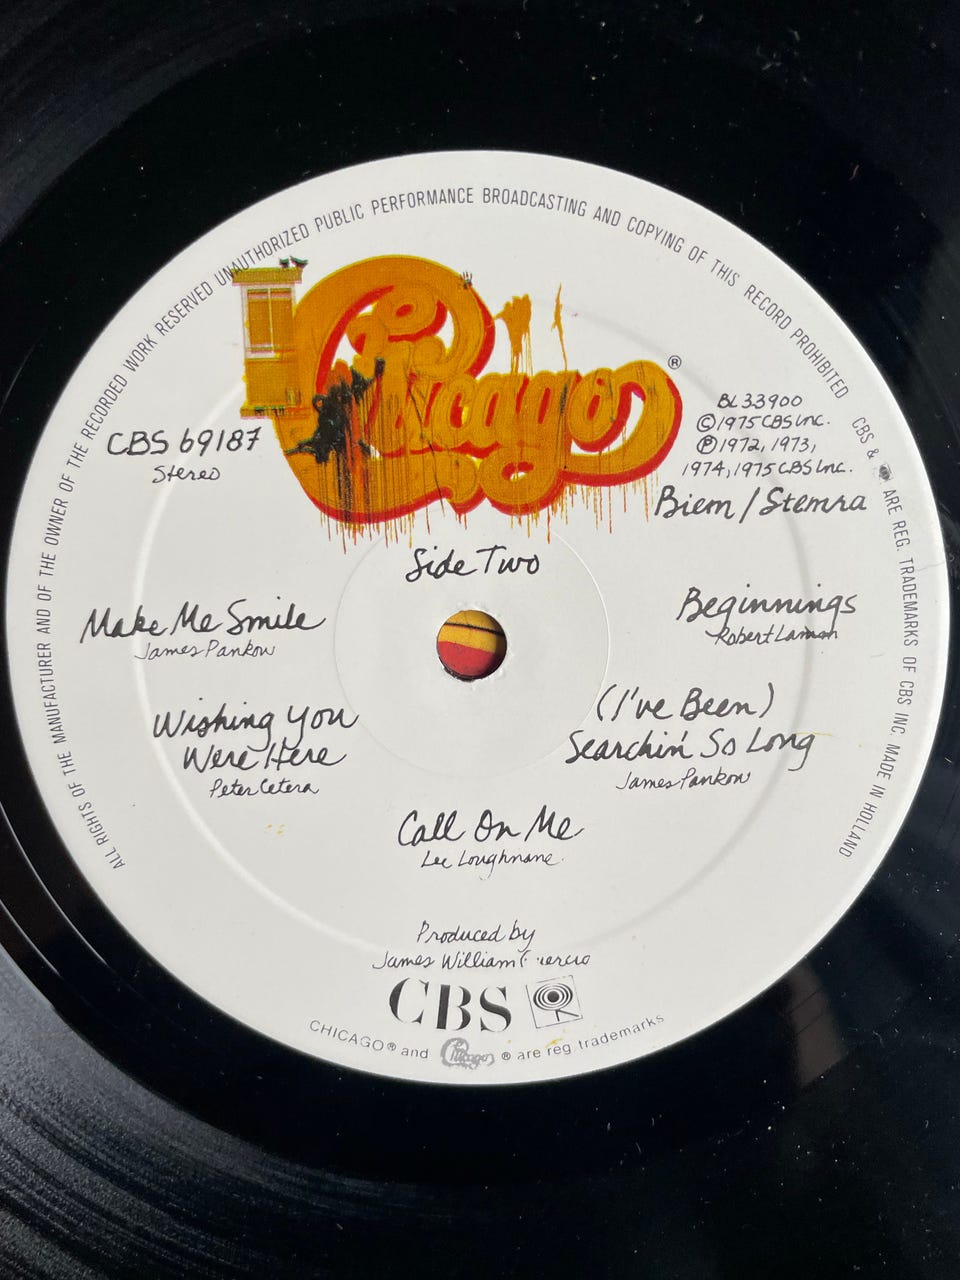 ALL RIGHTS OF THE MANUFACTURER AND OF THE OWNER OF THE RECORDED WORK RESERVED UNAUTHORIZED PUBLIC PERFORMANCE BROADCASTING AND COPYING OF THIS RECORD PROHIBITED CBS & ARE REG. TRADEMARKS OF CBS INC. MADE IN HOLLAND
Chicago ®
CBS 69187
Stereo
BL 33900
© 1975 CBS Inc.
℗ 1972, 1973,
1974, 1975 CBS Inc.
Biem / Stemra
Side Two
Make Me Smile
James Pankow
Wishing You
Were Here
Peter Cetera
Call On Me
Lee Loughnane.
Beginnings
Robert Lamm
(I've Been)
Searchin' So Long
James Pankow
Produced by
James William
CBS
CHICAGO® and Chicago ® are reg. trademarks